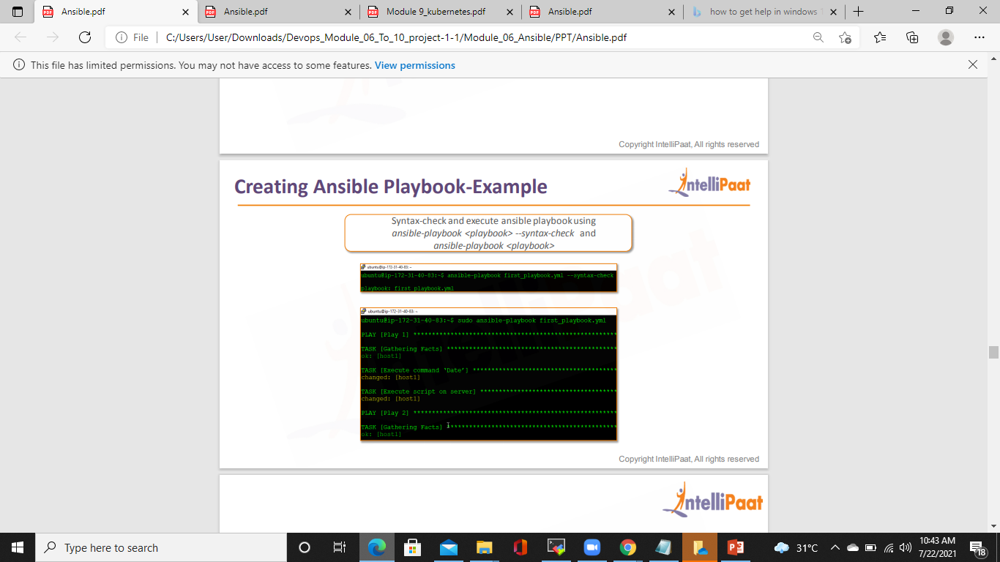 Ansible.pdf
Ansible.pdf
Module 9_kubernetes.pdf
Ansible.pdf
how to get help in windows
File
C:/Users/User/Downloads/Devops_Module_06_To_10_project-1-1/Module_06_Ansible/PPT/Ansible.pdf
This file has limited permissions. You may not have access to some features. View permissions
Copyright IntelliPaat, All rights reserved
Creating Ansible Playbook-Example
IntelliPaat
Syntax-check and execute ansible playbook using
ansible-playbook <playbook> --syntax-check and
ansible-playbook <playbook>
ubuntu@ip-172-31-40-83: ~
ubuntu@ip-172-31-40-83:~$ ansible-playbook first_playbook.yml --syntax-check
playbook: first_playbook.yml
ubuntu@ip-172-31-40-83: ~
ubuntu@ip-172-31-40-83:~$ sudo ansible-playbook first_playbook.yml
PLAY [Play 1] ******************************************************
TASK [Gathering Facts] *********************************************
ok: [host1]
TASK [Execute command ‘Date’] **************************************
changed: [host1]
TASK [Execute script on server] ************************************
changed: [host1]
PLAY [Play 2] ******************************************************
TASK [Gathering Facts] *********************************************
ok: [host1]
Copyright IntelliPaat, All rights reserved
IntelliPaat
Type here to search
31°C
10:43 AM
7/22/2021
18